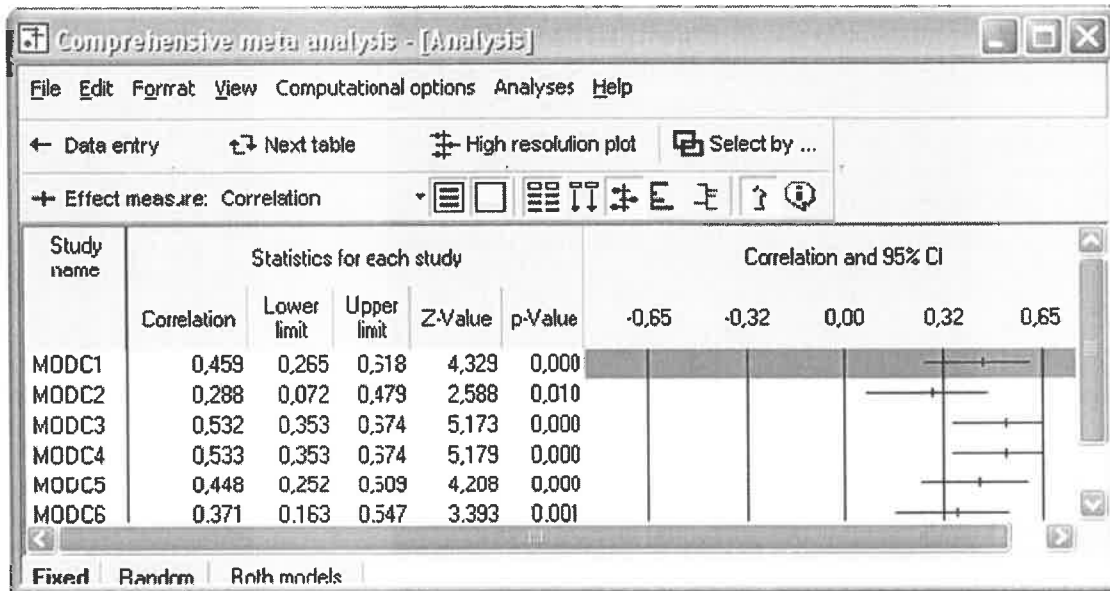 Comprehensive meta analysis - [Analysis]
File Edit Format View Computational options Analyses Help
← Data entry Next table High resolution plot Select by ...
Effect measure: Correlation
Study name Statistics for each study Correlation and 95% CI
Correlation Lower limit Upper limit Z-Value p-Value -0,65 -0,32 0,00 0,32 0,65
MODC1 0,459 0,265 0,618 4,329 0,000
MODC2 0,288 0,072 0,479 2,588 0,010
MODC3 0,532 0,353 0,674 5,173 0,000
MODC4 0,533 0,353 0,674 5,179 0,000
MODC5 0,448 0,252 0,609 4,208 0,000
MODC6 0,371 0,163 0,547 3,393 0,001
Fixed Random Both models